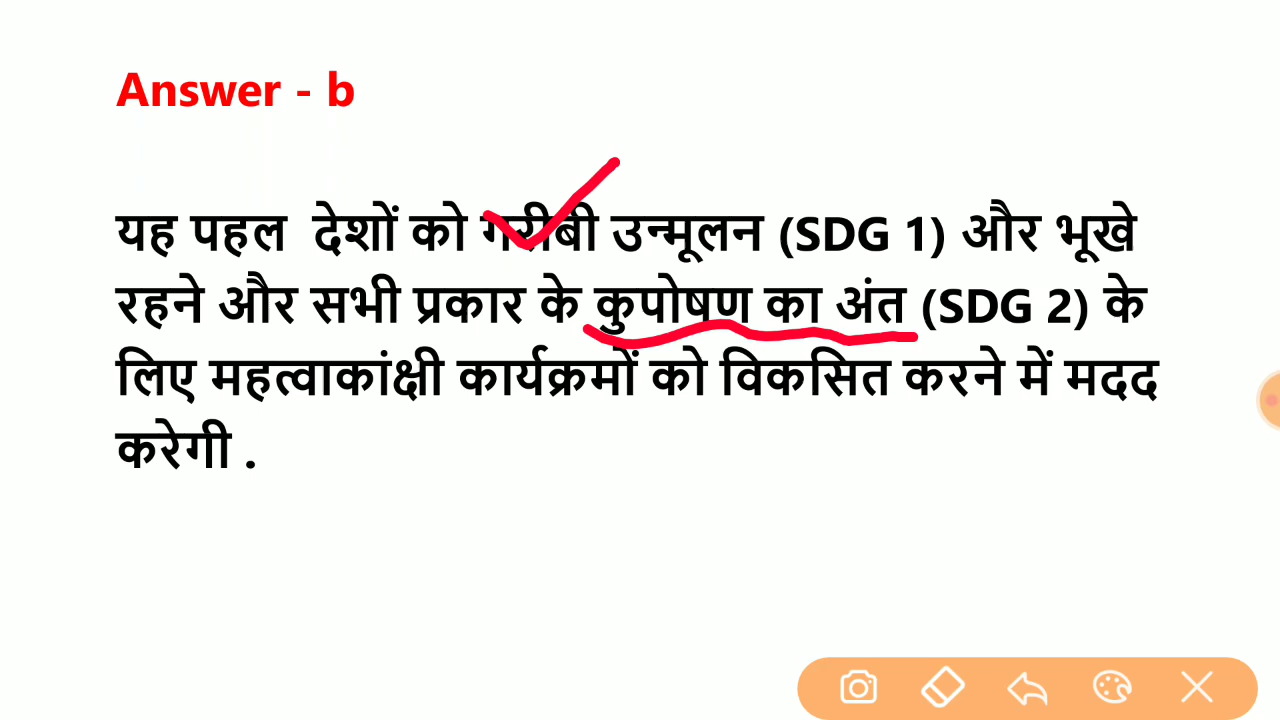 Answer - b
यह पहल देशों को गरीबी उन्मूलन (SDG 1) और भूखे
रहने और सभी प्रकार के कुपोषण का अंत (SDG 2) के
लिए महत्वाकांक्षी कार्यक्रमों को विकसित करने में मदद
करेगी .